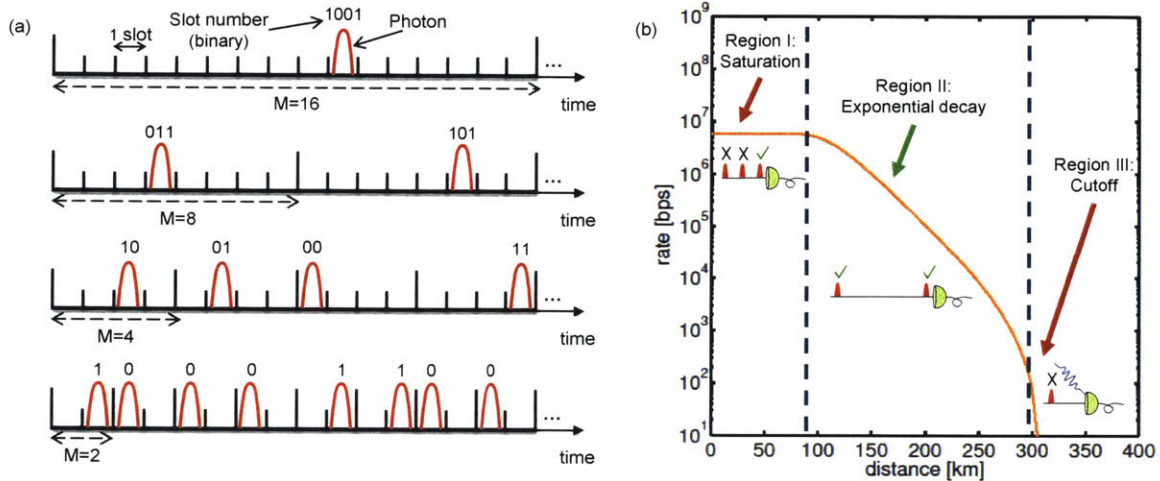 (a)
Slot number
(binary)
1001
Photon
1 slot
...
M=16
time
011
101
...
M=8
time
10
01
00
11
...
M=4
time
1
0
0
0
1
1
0
0
...
M=2
time
(b)
10^9
10^8
10^7
10^6
10^5
10^4
10^3
10^2
10^1
rate [bps]
Region I:
Saturation
Region II:
Exponential decay
Region III:
Cutoff
X X ✓
✓ ✓
X
0 50 100 150 200 250 300 350 400
distance [km]